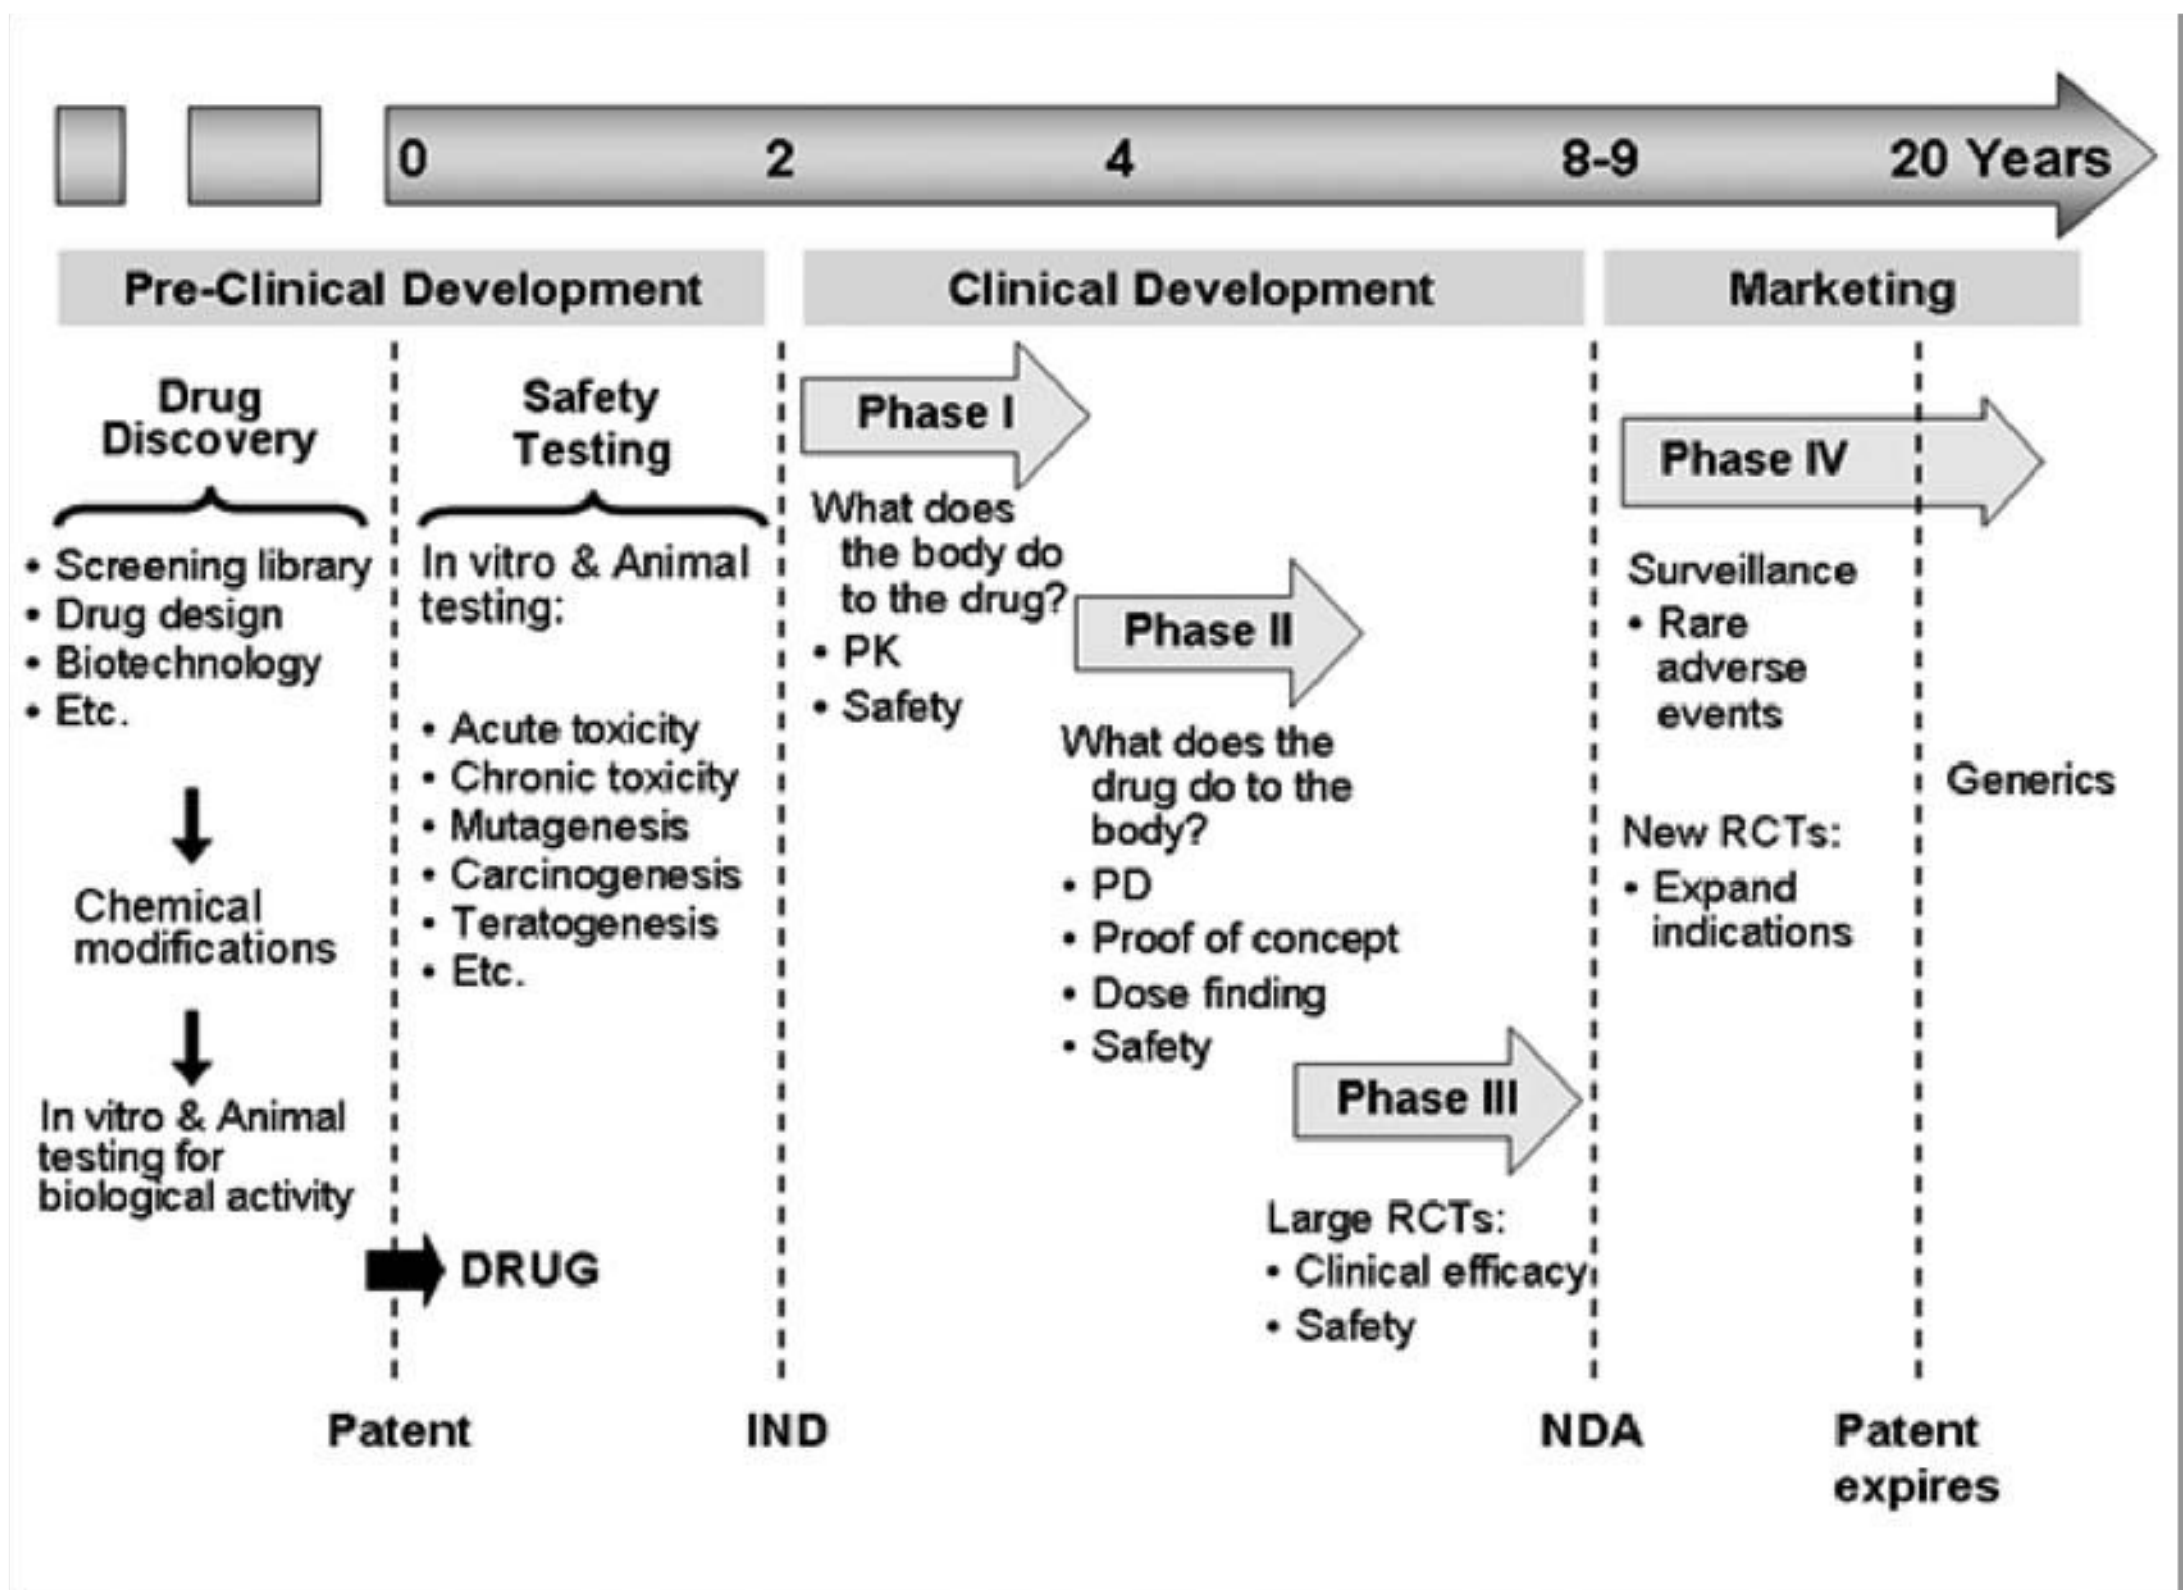 0 2 4 8-9 20 Years
Pre-Clinical Development
Clinical Development
Marketing
Drug
Discovery
• Screening library
• Drug design
• Biotechnology
• Etc.
Chemical
modifications
In vitro & Animal
testing for
biological activity
DRUG
Safety
Testing
In vitro & Animal
testing:
• Acute toxicity
• Chronic toxicity
• Mutagenesis
• Carcinogenesis
• Teratogenesis
• Etc.
Phase I
What does
the body do
to the drug?
• PK
• Safety
Phase II
What does the
drug do to the
body?
• PD
• Proof of concept
• Dose finding
• Safety
Phase III
Large RCTs:
• Clinical efficacy
• Safety
Phase IV
Surveillance
• Rare
adverse
events
New RCTs:
• Expand
indications
Generics
Patent
IND
NDA
Patent
expires